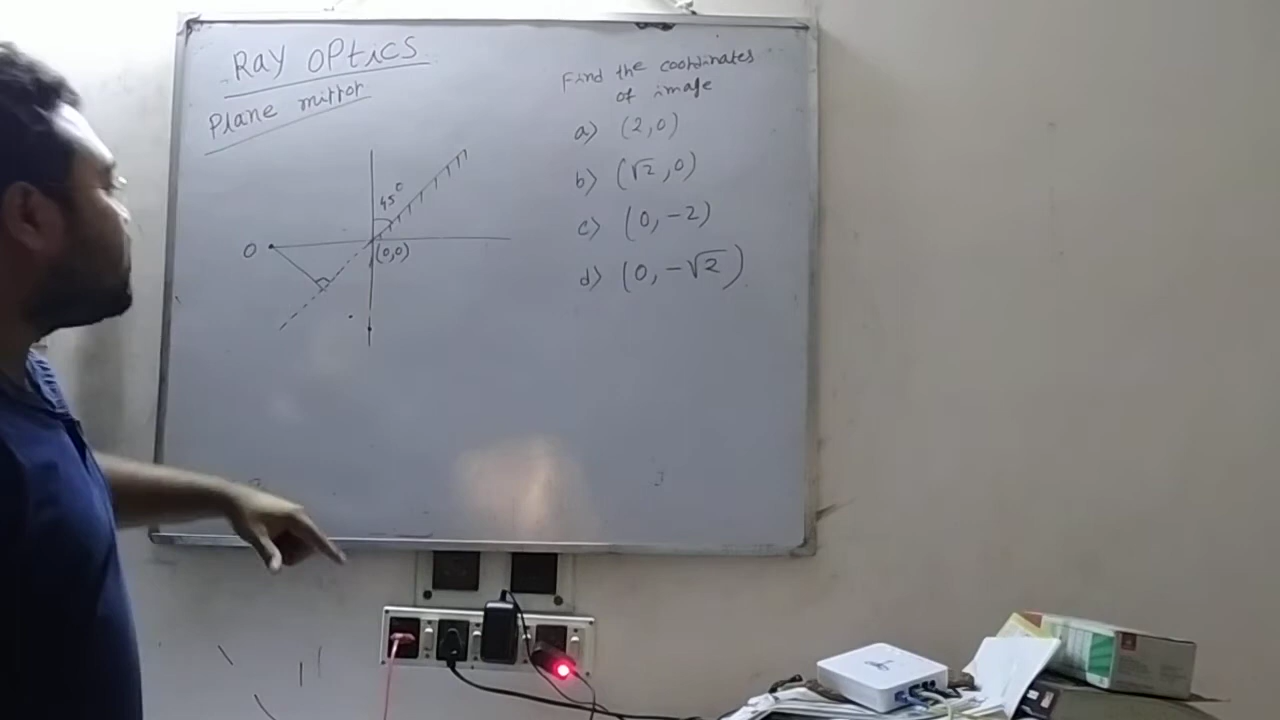 Ray optics
Plane mirror
Find the coordinates
of image
a) (2,0)
b) (√2,0)
c) (0,-2)
d) (0,-√2)
45°
O
(0,0)